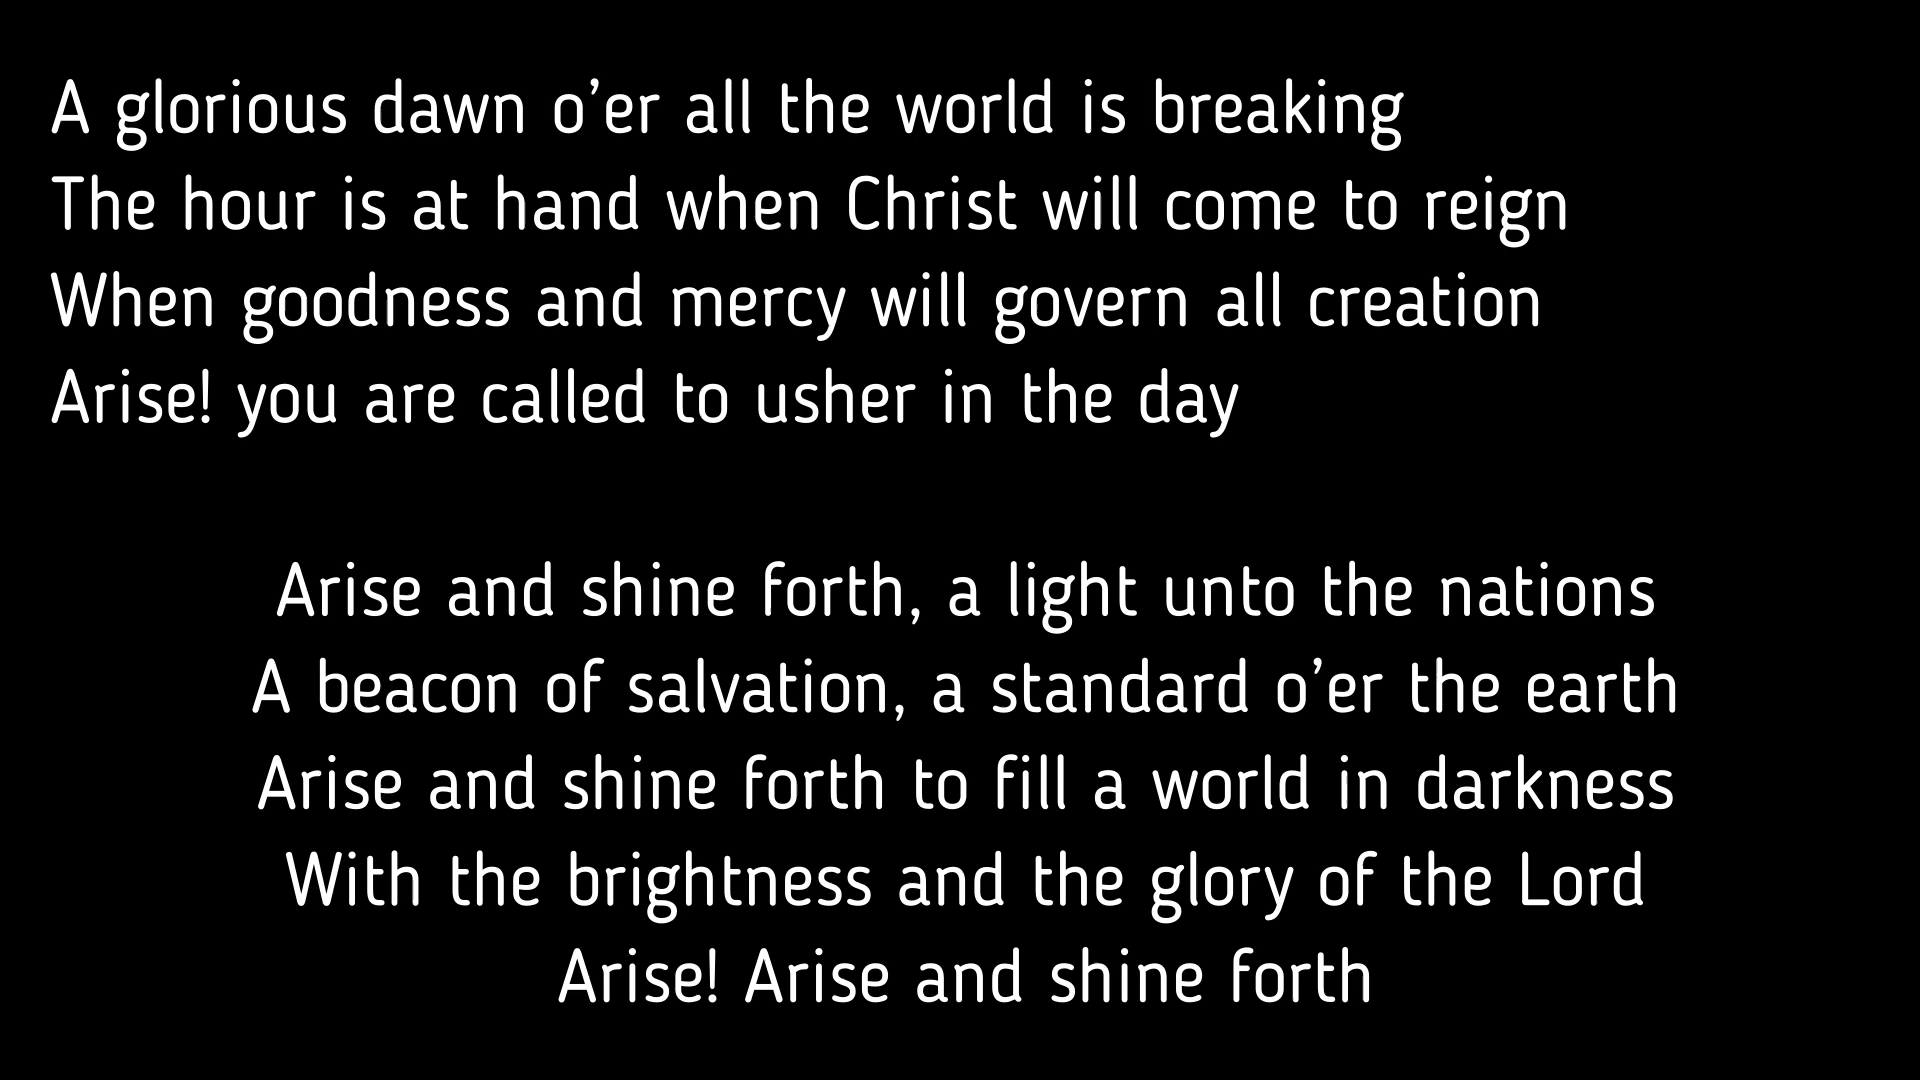 A glorious dawn o’er all the world is breaking
The hour is at hand when Christ will come to reign
When goodness and mercy will govern all creation
Arise! you are called to usher in the day
Arise and shine forth, a light unto the nations
A beacon of salvation, a standard o’er the earth
Arise and shine forth to fill a world in darkness
With the brightness and the glory of the Lord
Arise! Arise and shine forth